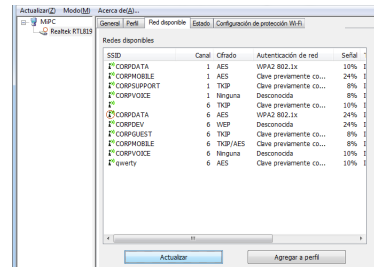 Actualizar(Z) Modo(M) Acerca de(A)
MiPC
Realtek RTL819
General Perfil Red disponible Estado Configuración de protección Wi-Fi
Redes disponibles
SSID Canal Cifrado Autenticación de red Señal
CORPDATA 1 AES WPA2 802.1x 10% I
CORPMOBILE 1 AES Clave previamente co... 24% I
CORPSUPPORT 1 TKIP Clave previamente co... 8% I
CORPVOICE 1 Ninguna Desconocida 8% I
6 TKIP Clave previamente co... 10% I
CORPDATA 6 AES WPA2 802.1x 24% I
CORPDEV 6 WEP Desconocida 24% I
CORPGUEST 6 TKIP Clave previamente co... 8% I
CORPMOBILE 6 TKIP/AES Clave previamente co... 8% I
CORPVOICE 6 Ninguna Desconocida 10% I
qwerty 6 AES Clave previamente co... 10% I
Actualizar Agregar a perfil